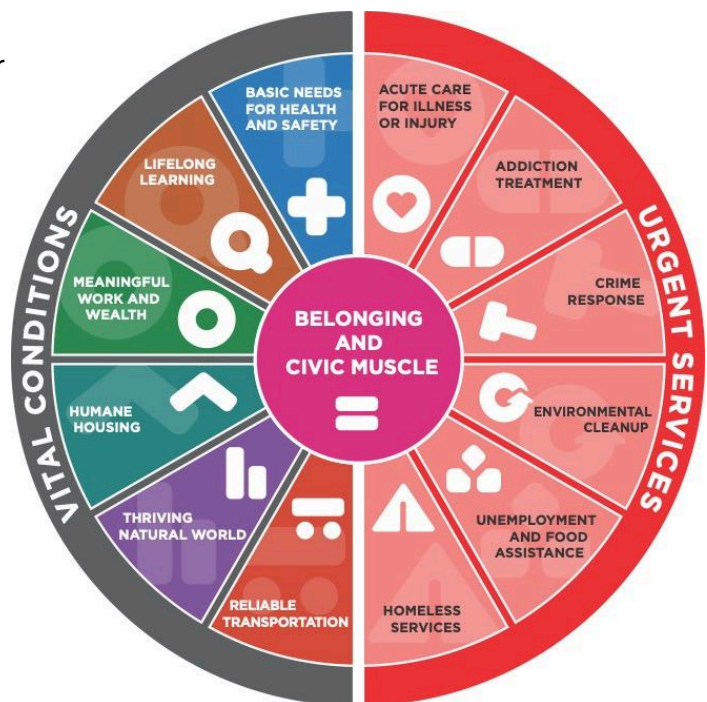 r
VITAL CONDITIONS
BASIC NEEDS
FOR HEALTH
AND SAFETY
LIFELONG
LEARNING
MEANINGFUL
WORK AND
WEALTH
HUMANE
HOUSING
THRIVING
NATURAL WORLD
RELIABLE
TRANSPORTATION
BELONGING
AND
CIVIC MUSCLE
URGENT SERVICES
ACUTE CARE
FOR ILLNESS
OR INJURY
ADDICTION
TREATMENT
CRIME
RESPONSE
ENVIRONMENTAL
CLEANUP
UNEMPLOYMENT
AND FOOD
ASSISTANCE
HOMELESS
SERVICES